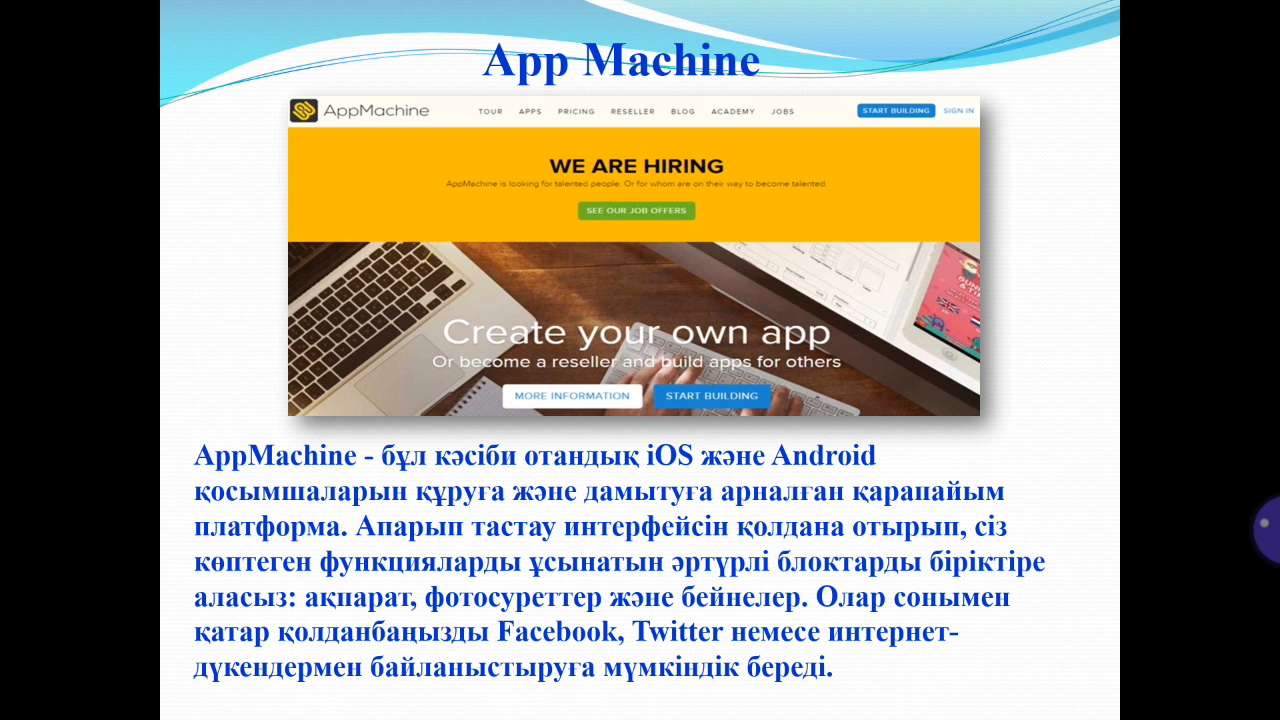 App Machine
AppMachine
TOUR APPS PRICING RESELLER BLOG ACADEMY JOBS
START BUILDING SIGN IN
WE ARE HIRING
AppMachine is looking for talented people. Or for whom are on their way to become talented.
SEE OUR JOB OFFERS
Create your own app
Or become a reseller and build apps for others
MORE INFORMATION START BUILDING
AppMachine - бұл кәсіби отандық iOS және Android
қосымшаларын құруға және дамытуға арналған қарапайым
платформа. Апарып тастау интерфейсін қолдана отырып, сіз
көптеген функцияларды ұсынатын әртүрлі блоктарды біріктіре
аласыз: ақпарат, фотосуреттер және бейнелер. Олар сонымен
қатар қолданбаңызды Facebook, Twitter немесе интернет-
дүкендермен байланыстыруға мүмкіндік береді.